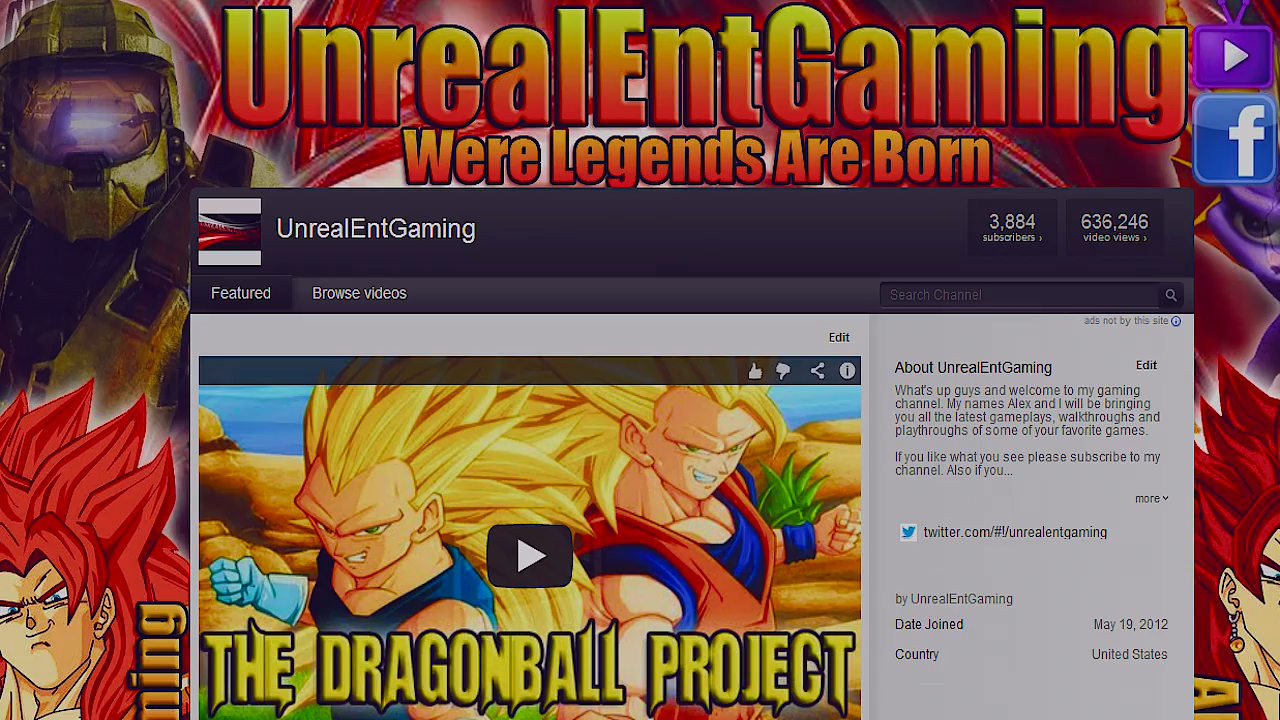 UnrealEntGaming
Were Legends Are Born
UnrealEntGaming
3,884
subscribers ›
636,246
video views ›
Featured
Browse videos
Search Channel
ads not by this site
Edit
About UnrealEntGaming
Edit
What's up guys and welcome to my gaming
channel. My names Alex and I will be bringing
you all the latest gameplays, walkthroughs and
playthroughs of some of your favorite games.
If you like what you see please subscribe to my
channel. Also if you...
more
twitter.com/#!/unrealentgaming
by UnrealEntGaming
Date Joined
May 19, 2012
Country
United States
THE DRAGONBALL PROJECT
ming